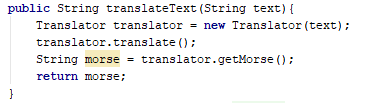 public String translateText(String text){
Translator translator = new Translator(text);
translator.translate();
String morse = translator.getMorse();
return morse;
}